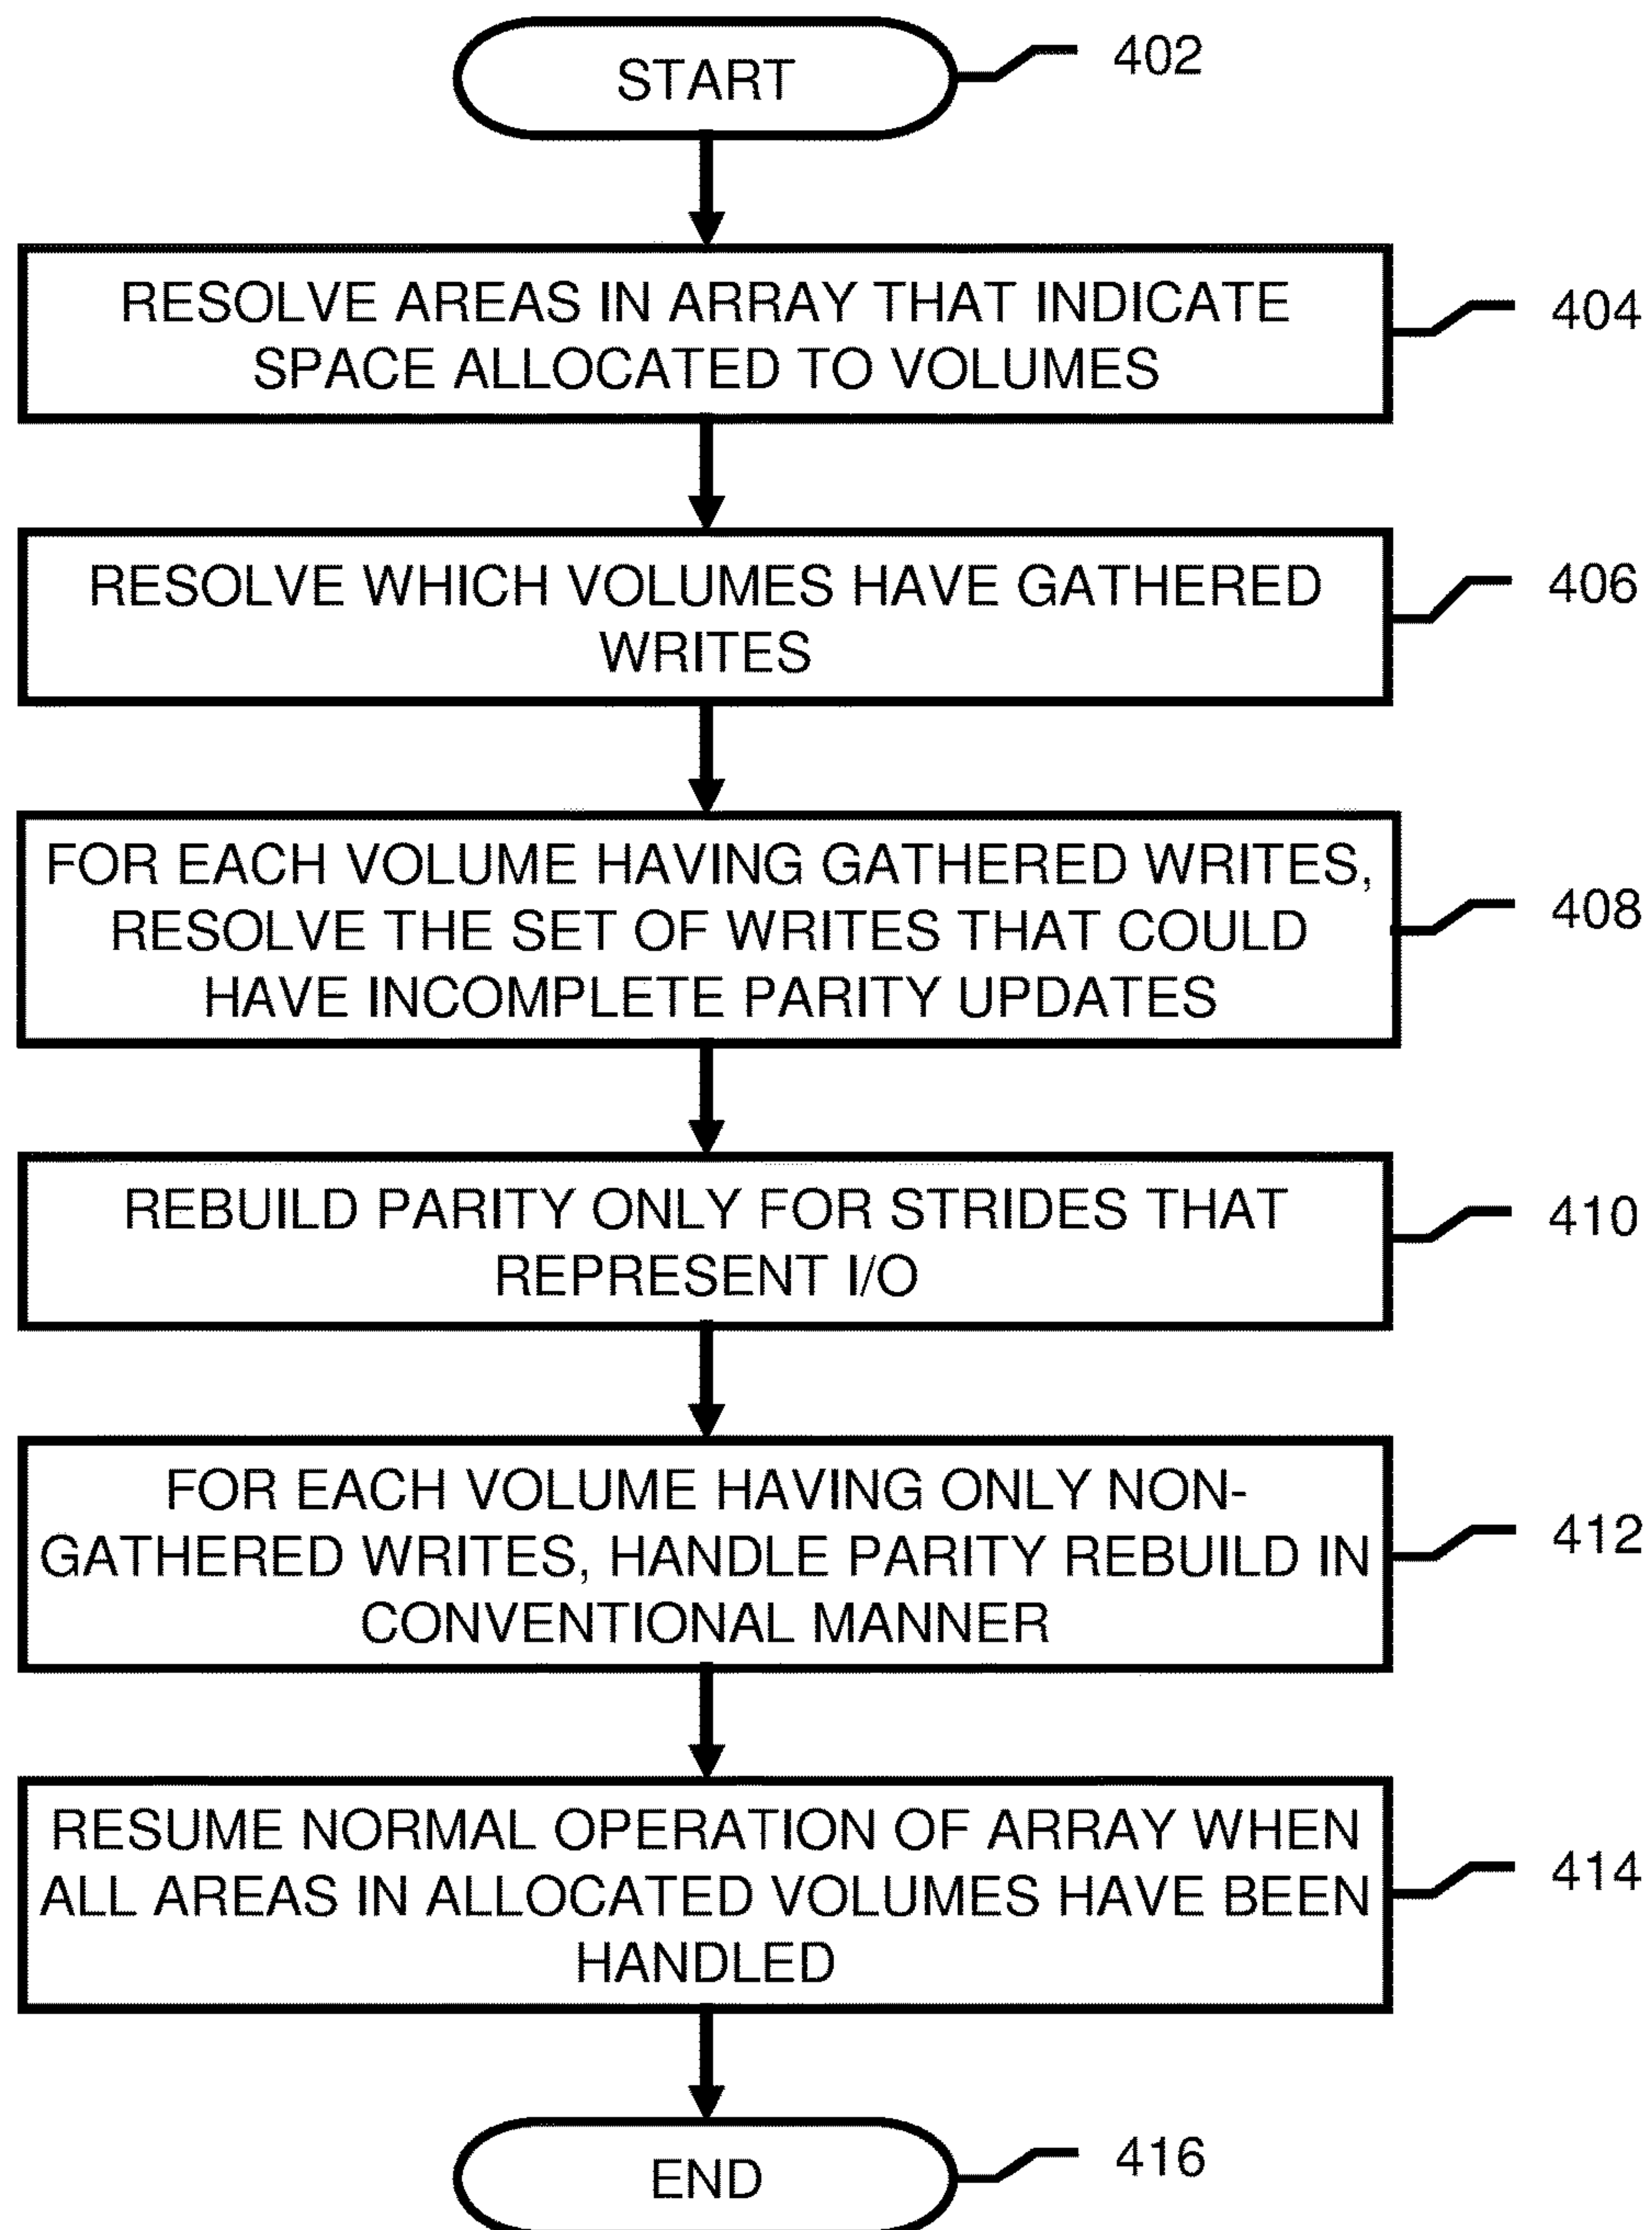 START
402
RESOLVE AREAS IN ARRAY THAT INDICATE
SPACE ALLOCATED TO VOLUMES
404
RESOLVE WHICH VOLUMES HAVE GATHERED
WRITES
406
FOR EACH VOLUME HAVING GATHERED WRITES,
RESOLVE THE SET OF WRITES THAT COULD
HAVE INCOMPLETE PARITY UPDATES
408
REBUILD PARITY ONLY FOR STRIDES THAT
REPRESENT I/O
410
FOR EACH VOLUME HAVING ONLY NON-
GATHERED WRITES, HANDLE PARITY REBUILD IN
CONVENTIONAL MANNER
412
RESUME NORMAL OPERATION OF ARRAY WHEN
ALL AREAS IN ALLOCATED VOLUMES HAVE BEEN
HANDLED
414
END
416